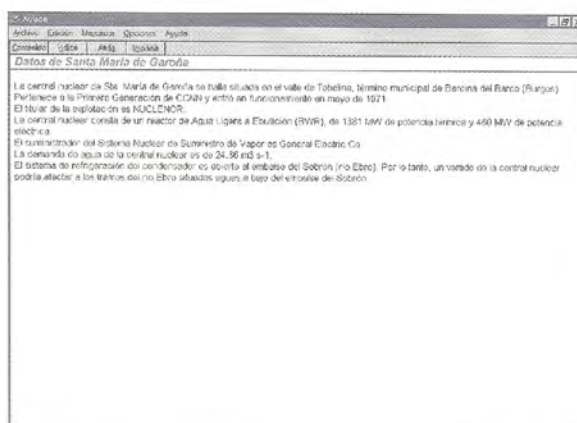 Ayuda
Archivo Edición Marcador Opciones Ayuda
Contenido Índice Atrás Imprimir
Datos de Santa María de Garoña
La central nuclear de Sta. María de Garoña se halla situada en el valle de Tobalina, término municipal de Barcina del Barco (Burgos).
Pertenece a la Primera Generación de CCNN y entró en funcionamiento en mayo de 1971.
El titular de la explotación es NUCLENOR.
La central nuclear consta de un reactor de Agua Ligera a Ebullición (BWR), de 1381 MW de potencia térmica y 460 MW de potencia
eléctrica.
El suministrador del Sistema Nuclear de Suministro de Vapor es General Electric Co.
La demanda de agua de la central nuclear es de 24,86 m3 s-1.
El sistema de refrigeración del condensador es abierto al embalse del Sobrón (río Ebro). Por lo tanto, un vertido de la central nuclear
podría afectar a los tramos del río Ebro situados aguas a bajo del embalse del Sobrón.